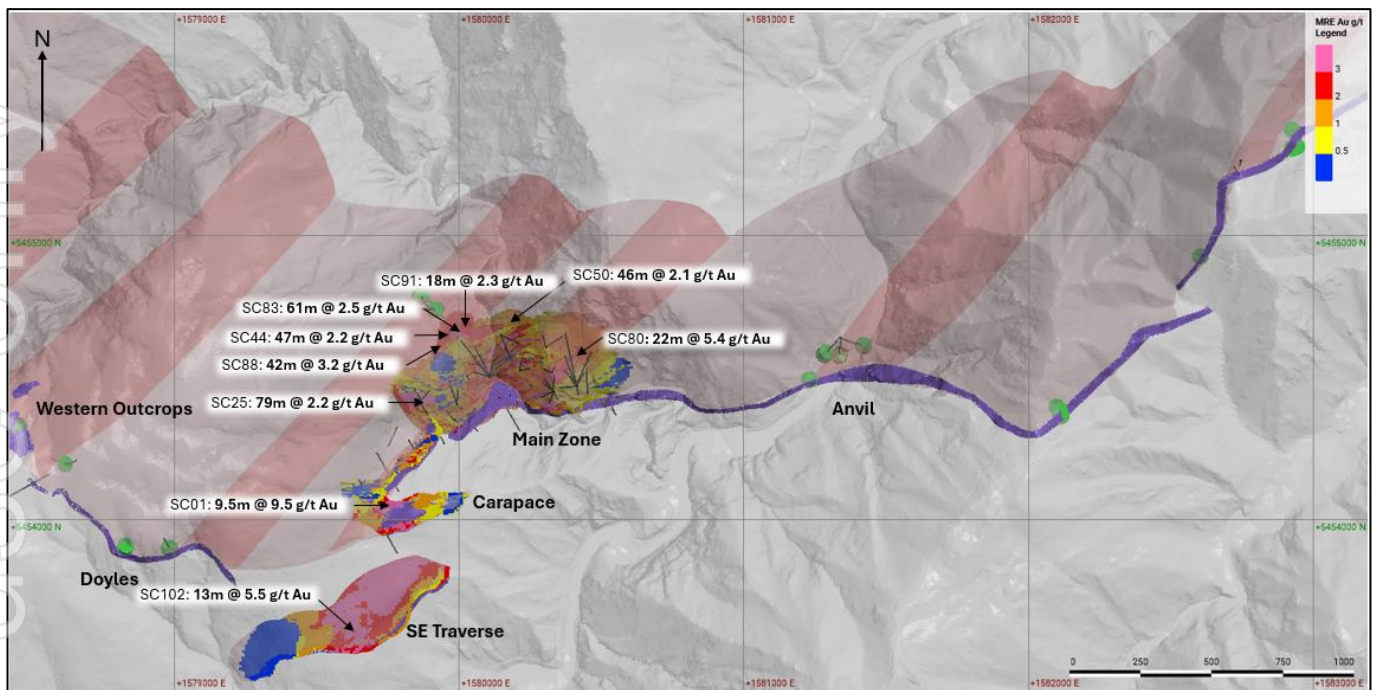 +1579000 E
+1580000 E
+1581000 E
+1582000 E
MRE Au g/t
Legend
3
2
1
0.5
N
+5455000 N
+5455000 N
SC91: 18m @ 2.3 g/t Au
SC50: 46m @ 2.1 g/t Au
SC83: 61m @ 2.5 g/t Au
SC44: 47m @ 2.2 g/t Au
SC80: 22m @ 5.4 g/t Au
SC88: 42m @ 3.2 g/t Au
SC25: 79m @ 2.2 g/t Au
Western Outcrops
Anvil
Main Zone
SC01: 9.5m @ 9.5 g/t Au
Carapace
+5454000 N
+5454000 N
Doyles
SC102: 13m @ 5.5 g/t Au
SE Traverse
0 250 500 750 1000
+1579000 E
+1580000 E
+1581000 E
+1582000 E
+1583000 E